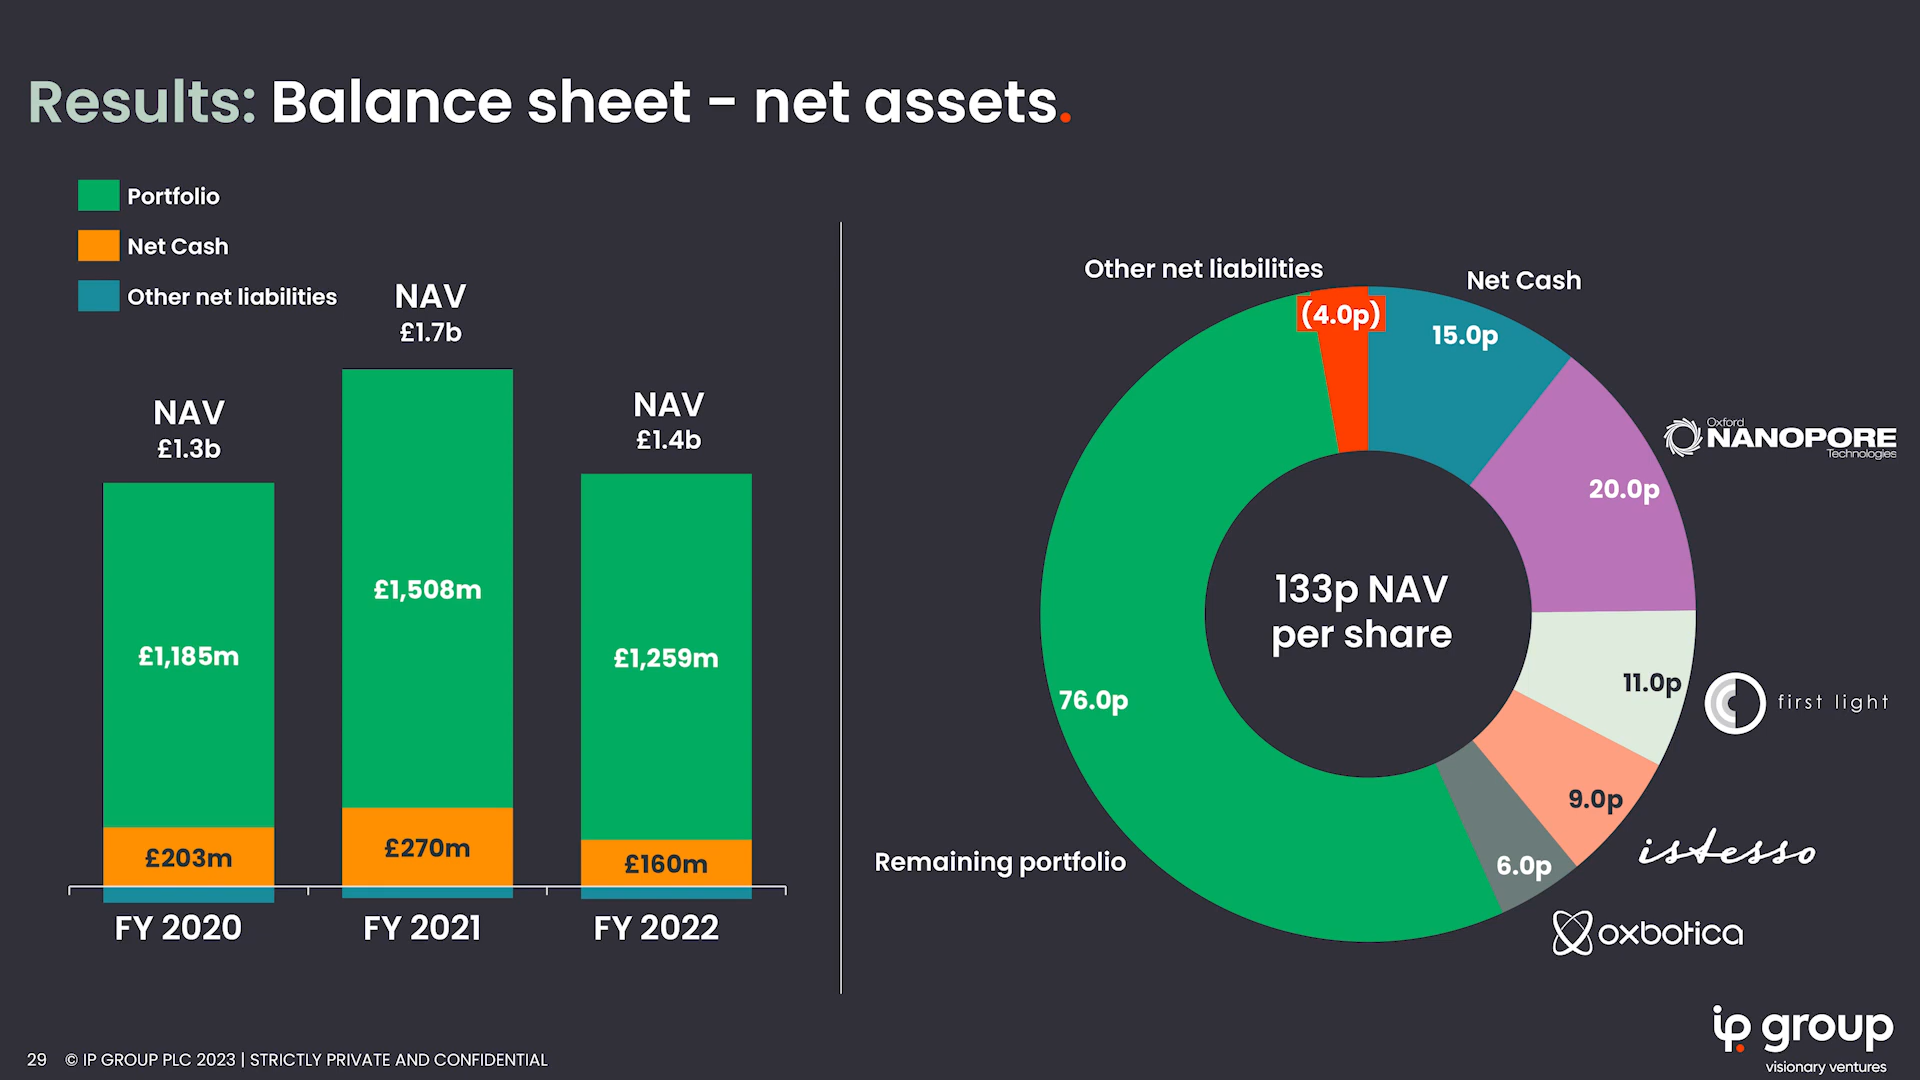 Results: Balance sheet - net assets.
Portfolio
Net Cash
Other net liabilities
NAV
£1.3b
NAV
£1.7b
NAV
£1.4b
£1,185m
£1,508m
£1,259m
£203m
£270m
£160m
FY 2020
FY 2021
FY 2022
Other net liabilities
Net Cash
(4.0p)
15.0p
Oxford
NANOPORE
Technologies
20.0p
133p NAV
per share
11.0p
first light
76.0p
9.0p
istesso
Remaining portfolio
6.0p
oxbotica
ip group
visionary ventures
29 © IP GROUP PLC 2023 | STRICTLY PRIVATE AND CONFIDENTIAL